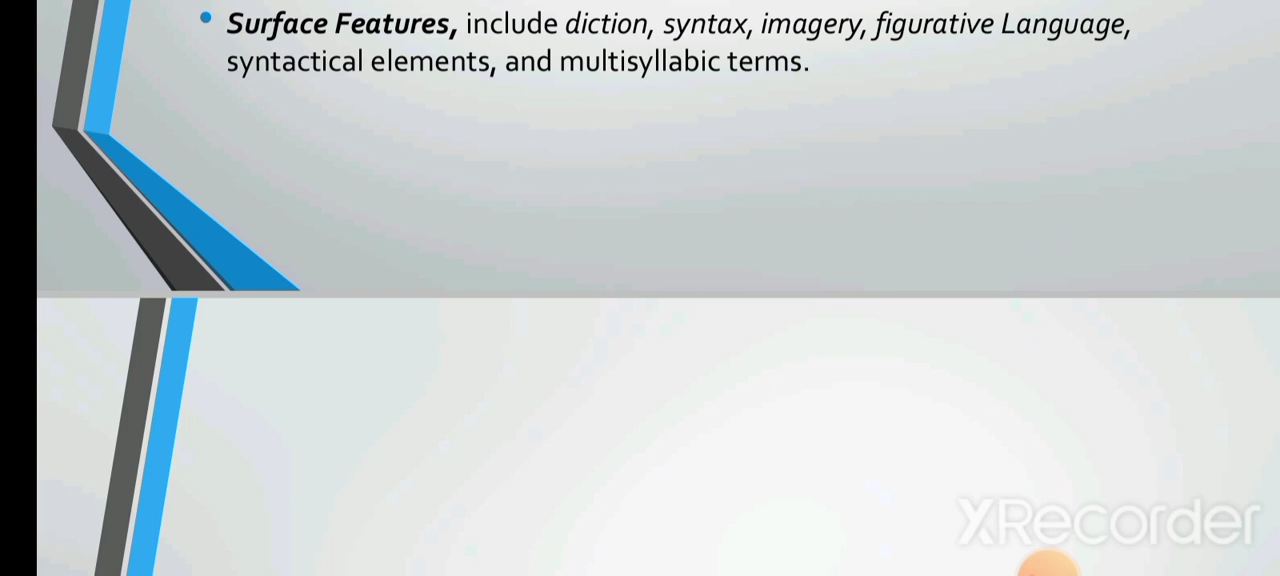 • Surface Features, include diction, syntax, imagery, figurative Language,
syntactical elements, and multisyllabic terms.
XRecorder